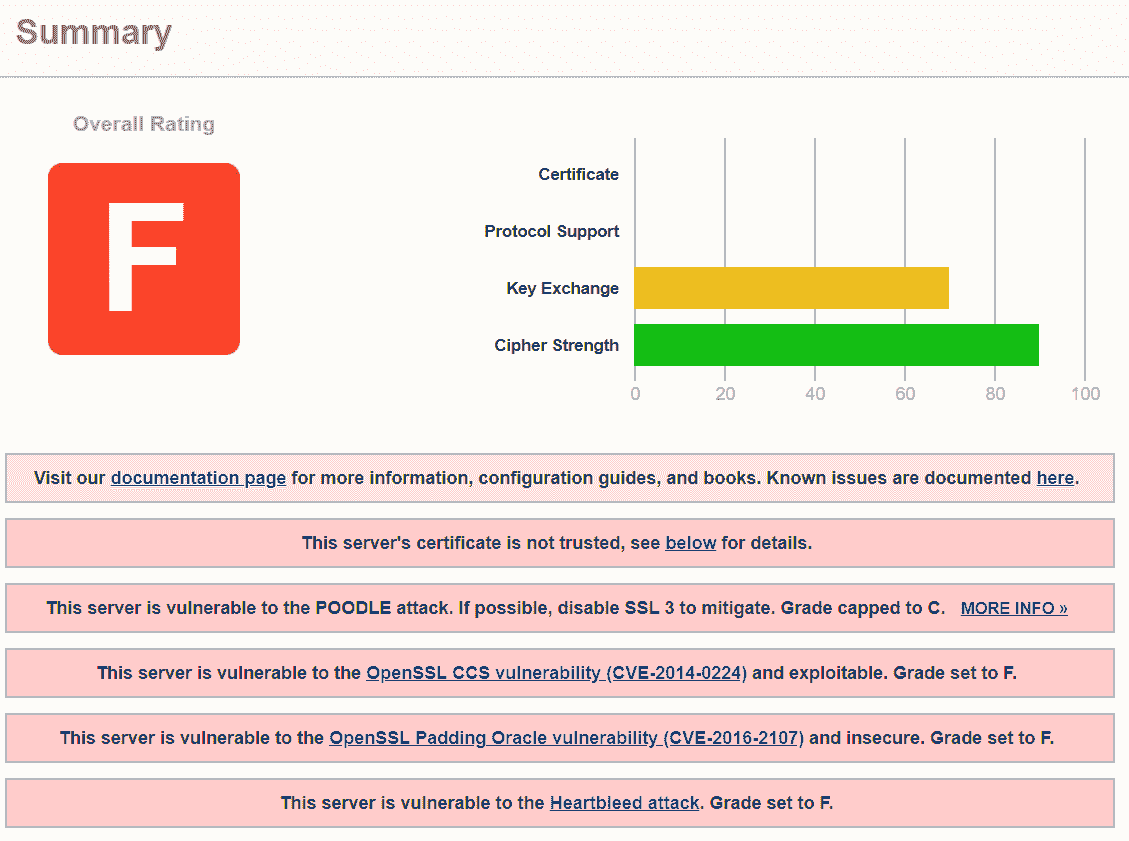 Summary
Overall Rating
F
Certificate
Protocol Support
Key Exchange
Cipher Strength
0 20 40 60 80 100
Visit our documentation page for more information, configuration guides, and books. Known issues are documented here.
This server's certificate is not trusted, see below for details.
This server is vulnerable to the POODLE attack. If possible, disable SSL 3 to mitigate. Grade capped to C. MORE INFO »
This server is vulnerable to the OpenSSL CCS vulnerability (CVE-2014-0224) and exploitable. Grade set to F.
This server is vulnerable to the OpenSSL Padding Oracle vulnerability (CVE-2016-2107) and insecure. Grade set to F.
This server is vulnerable to the Heartbleed attack. Grade set to F.